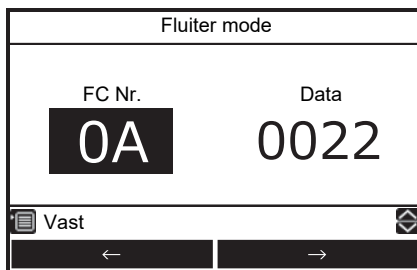 Fluiter mode
FC Nr. Data
0A 0022
Vast
← →